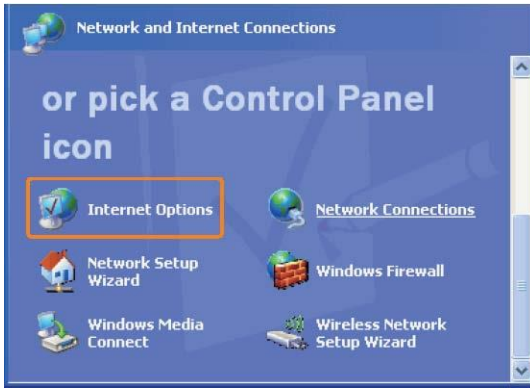 Network and Internet Connections
or pick a Control Panel
icon
Internet Options
Network Connections
Network Setup
Wizard
Windows Firewall
Windows Media
Connect
Wireless Network
Setup Wizard